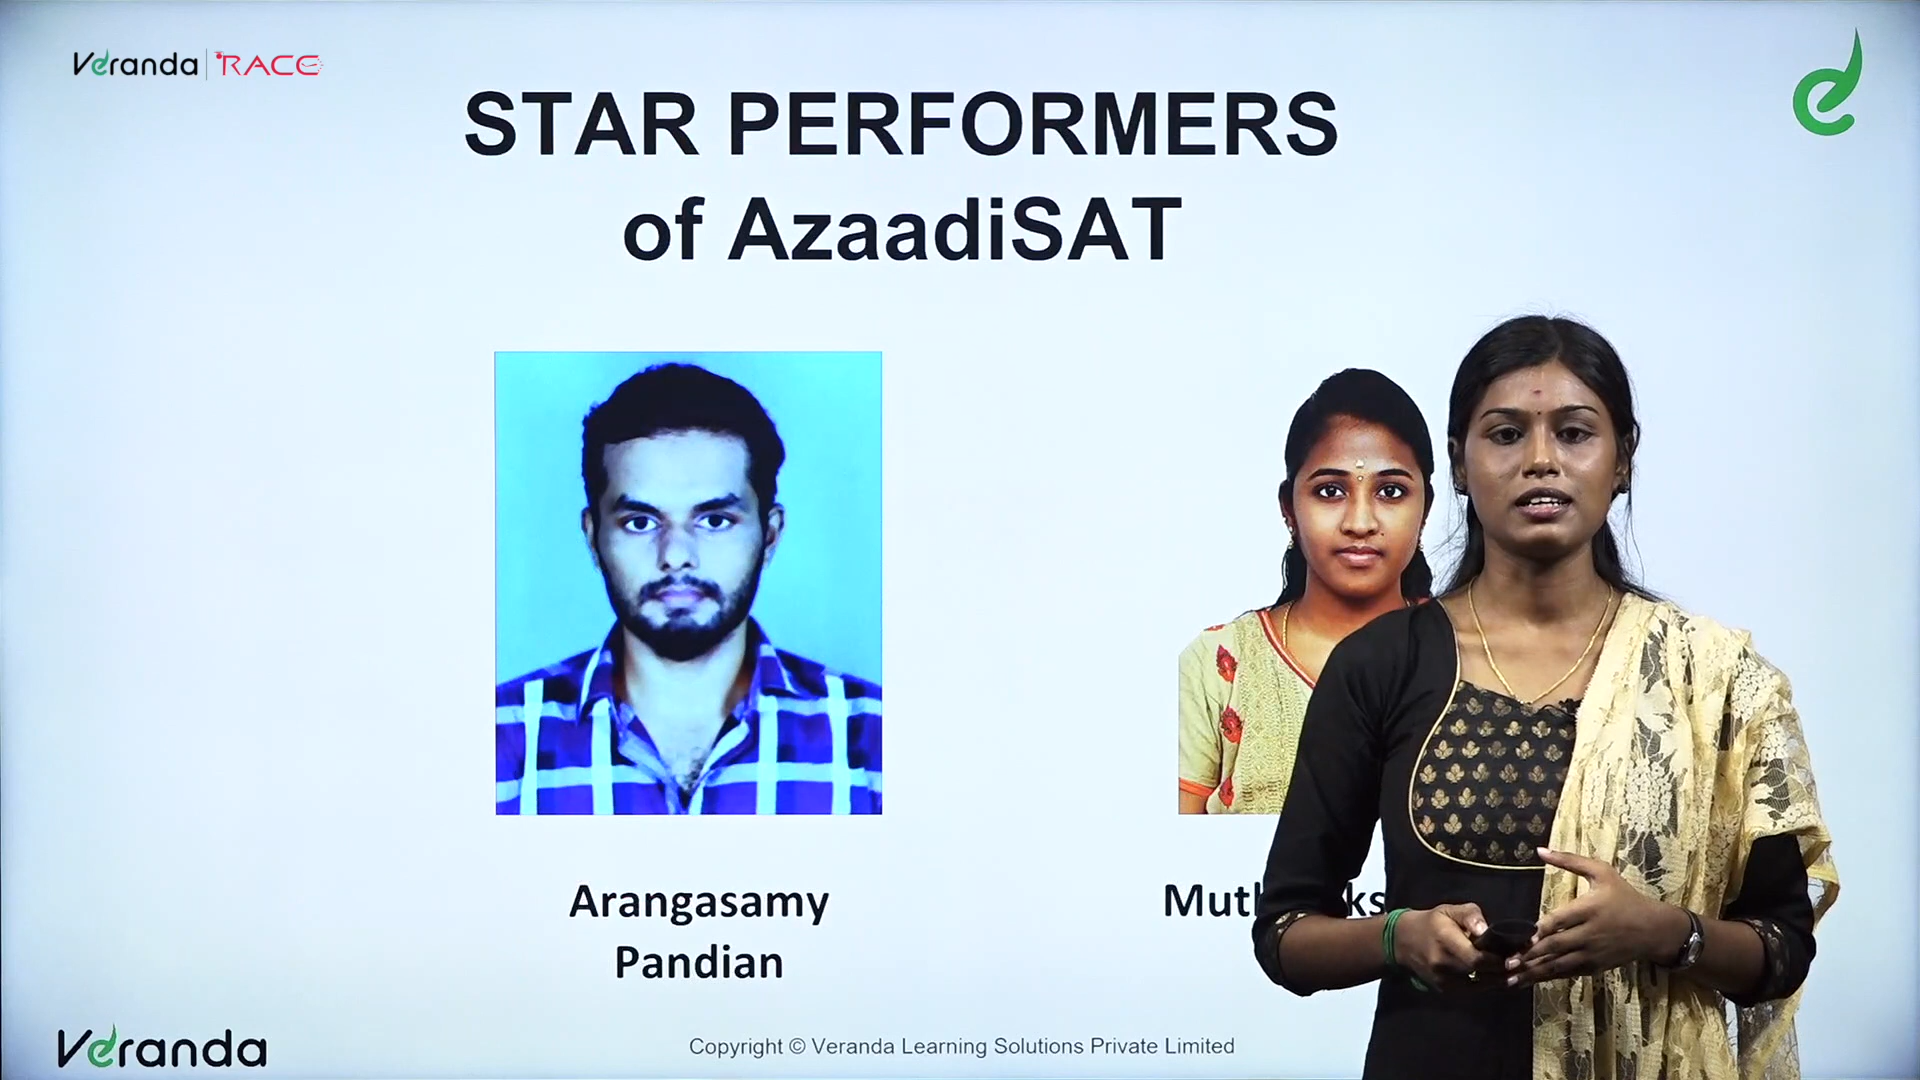 Veranda RACE
STAR PERFORMERS
of AzaadiSAT
Arangasamy
Pandian
Veranda
Copyright © Veranda Learning Solutions Private Limited